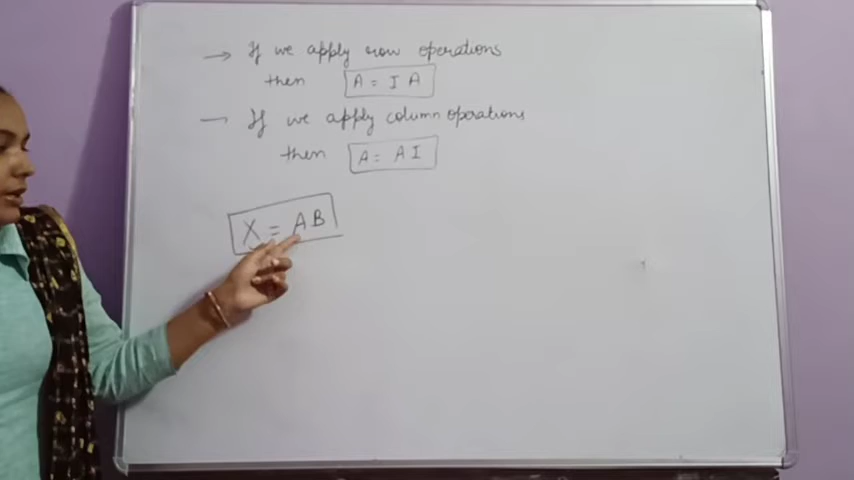 → If we apply row operations
then A = I A
→ If we apply column operations
then A = A I
X = AB